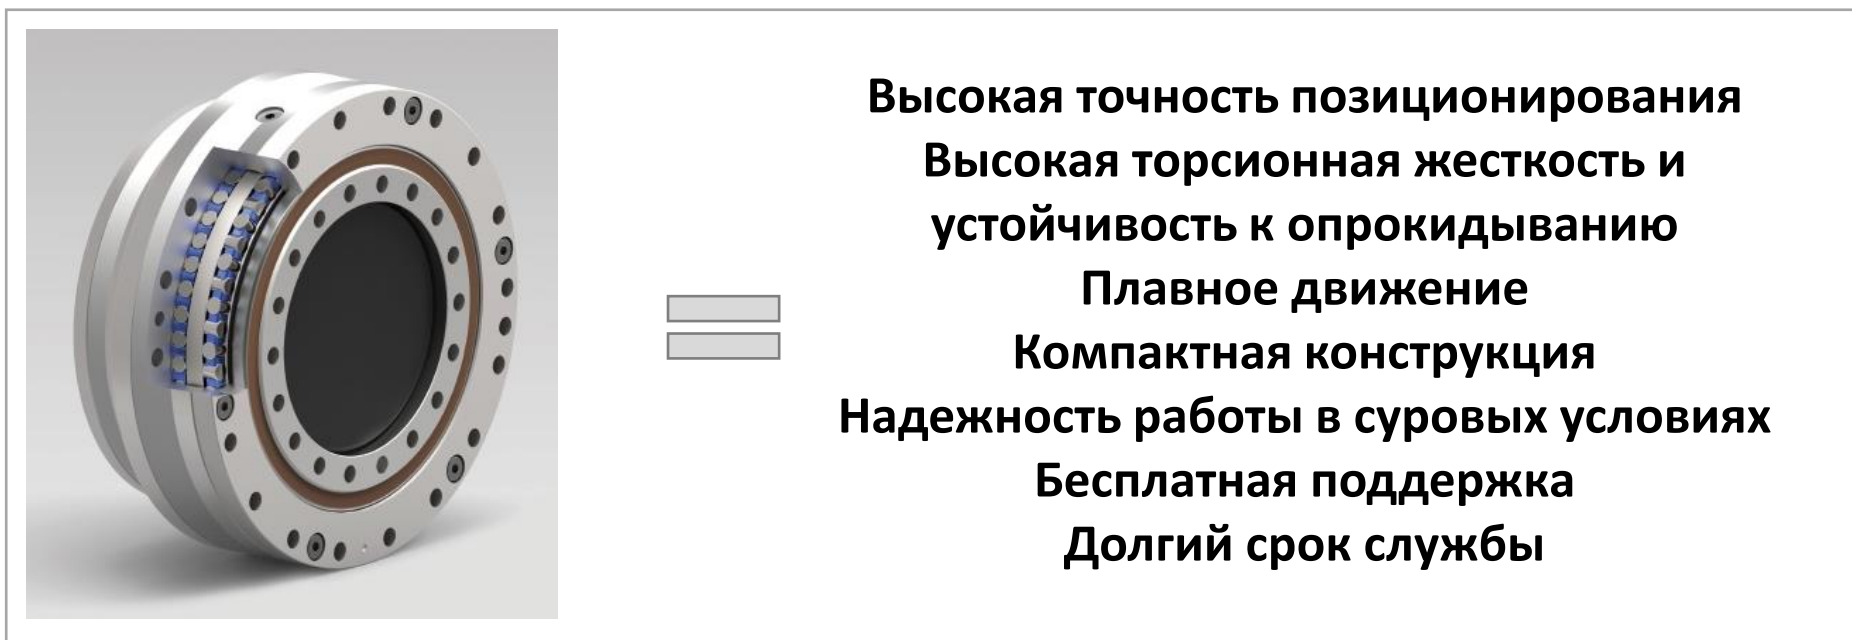 Высокая точность позиционирования
Высокая торсионная жесткость и
устойчивость к опрокидыванию
Плавное движение
Компактная конструкция
Надежность работы в суровых условиях
Бесплатная поддержка
Долгий срок службы